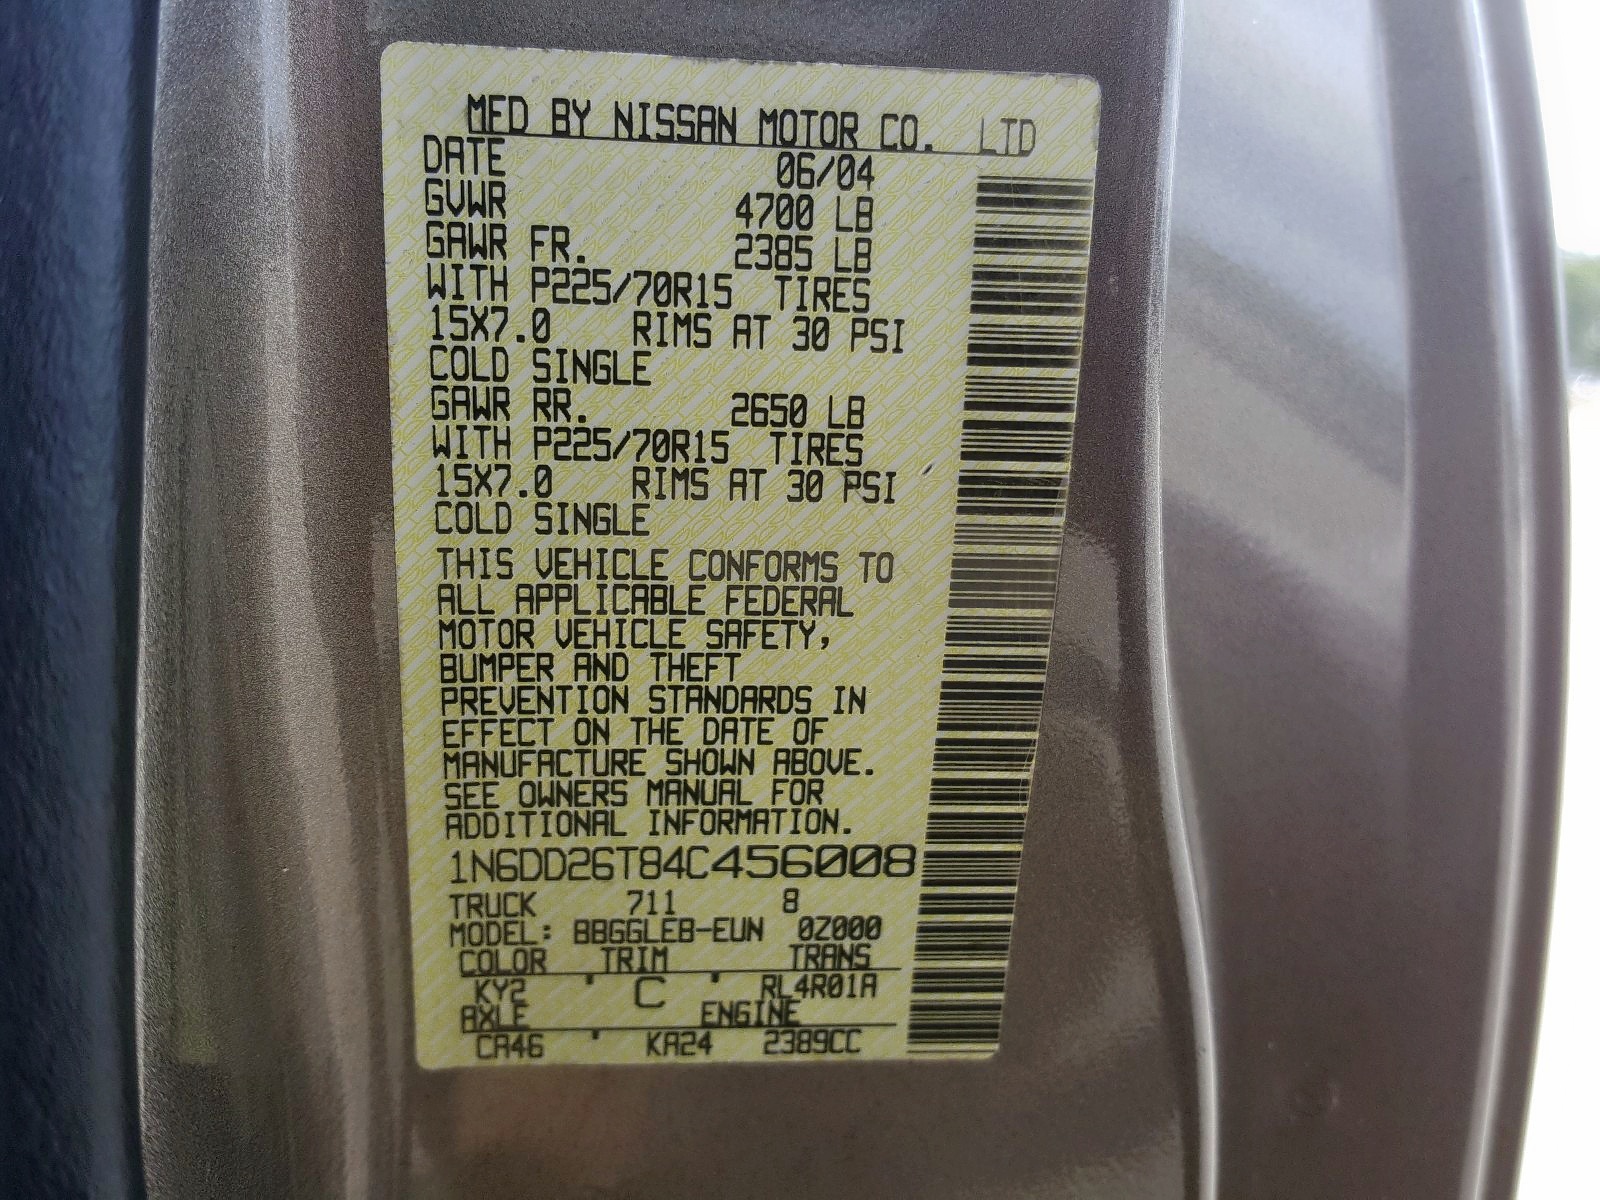 MFD BY NISSAN MOTOR CO. LTD
DATE 06/04
GVWR 4700 LB
GAWR FR. 2385 LB
WITH P225/70R15 TIRES
15X7.0 RIMS AT 30 PSI
COLD SINGLE
GAWR RR. 2650 LB
WITH P225/70R15 TIRES
15X7.0 RIMS AT 30 PSI
COLD SINGLE
THIS VEHICLE CONFORMS TO
ALL APPLICABLE FEDERAL
MOTOR VEHICLE SAFETY,
BUMPER AND THEFT
PREVENTION STANDARDS IN
EFFECT ON THE DATE OF
MANUFACTURE SHOWN ABOVE.
SEE OWNERS MANUAL FOR
ADDITIONAL INFORMATION.
1N6DD26T84C456008
TRUCK 711 8
MODEL: BBGGLEB-EUN 0Z000
COLOR TRIM TRANS
KY2 ' C ' RL4R01A
AXLE ENGINE
CA46 ' KA24 2389CC